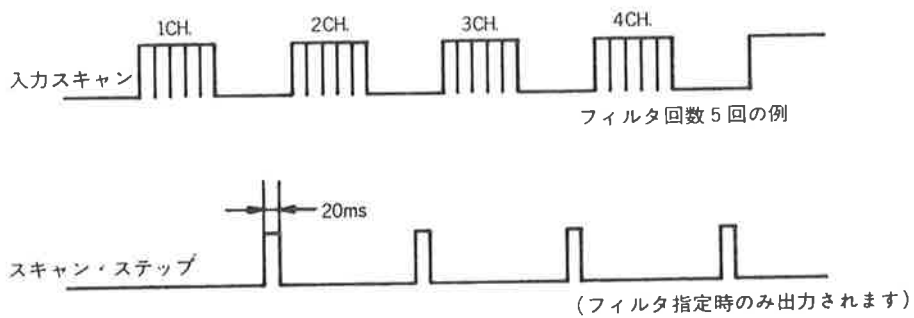 1CH. 2CH. 3CH. 4CH.
入力スキャン
フィルタ回数5回の例
20ms
スキャン・ステップ
(フィルタ指定時のみ出力されます)